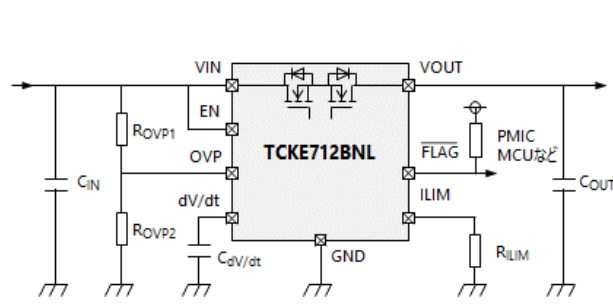 VIN
VOUT
EN
ROVP1
OVP
TCKE712BNL
FLAG
PMIC
MCUなど
CIN
dV/dt
ILIM
COUT
ROVP2
CdV/dt
GND
RILIM